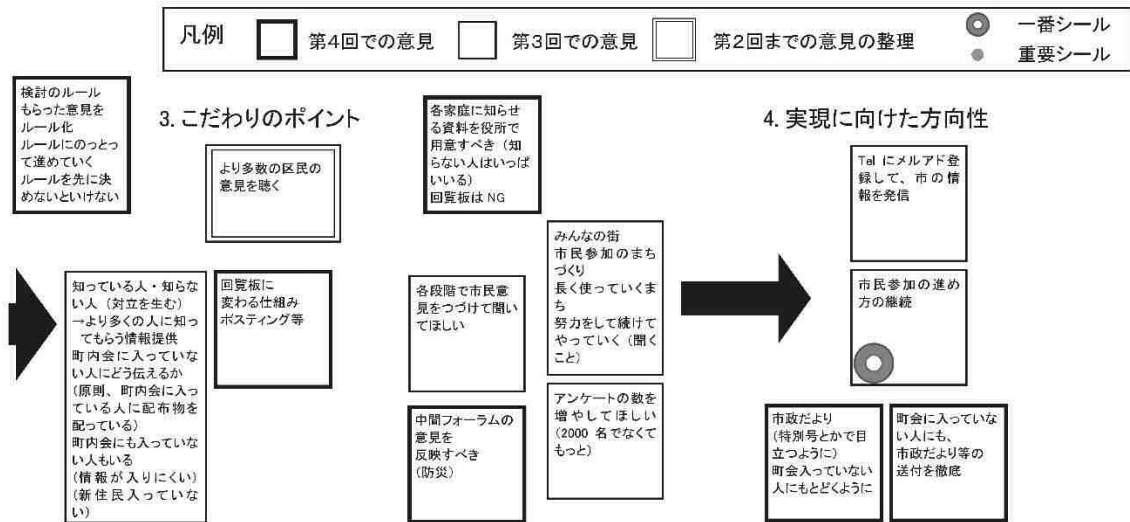 凡例
第4回での意見
第3回での意見
第2回までの意見の整理
一番シール
重要シール
検討のルール
もらった意見を
ルール化
ルールにのっとっ
て進めていく
ルールを先に決
めないといけない
3. こだわりのポイント
より多数の区民の
意見を聴く
知っている人・知らな
い人（対立を生む）
→より多くの人に知っ
てもらう情報提供
町内会に入っていな
い人にどう伝えるか
(原則、町内会に入っ
ている人に配布物を
配っている)
町内会にも入っていな
い人もいる
(情報が入りにくい)
(新住民入っていな
い)
回覧板に
変わる仕組み
ポスティング等
各家庭に知らせ
る資料を役所で
用意すべき（知
らない人はいっぱ
いいる）
回覧板は NG
各段階で市民意
見をつづけて聞い
てほしい
中間フォーラムの
意見を
反映すべき
(防災)
みんなの街
市民参加のまち
づくり
長く使っていくま
ち
努力をして続けて
やっていく（聞く
こと）
アンケートの数を
増やしてほしい
(2000 名でなくて
もっと)
4. 実現に向けた方向性
Tel にメルアド登
録して、市の情
報を発信
市民参加の進め
方の継続
市政だより
(特別号とかで目
立つように)
町会入っていない
人にもとどくように
町会に入っていな
い人にも、
市政だより等の
送付を徹底